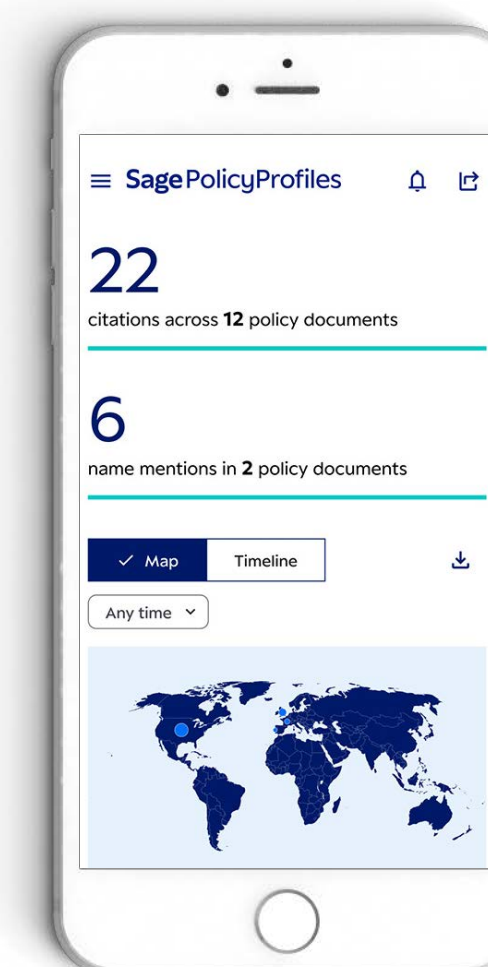 SagePolicyProfiles
22
citations across 12 policy documents
6
name mentions in 2 policy documents
Map Timeline
Any time